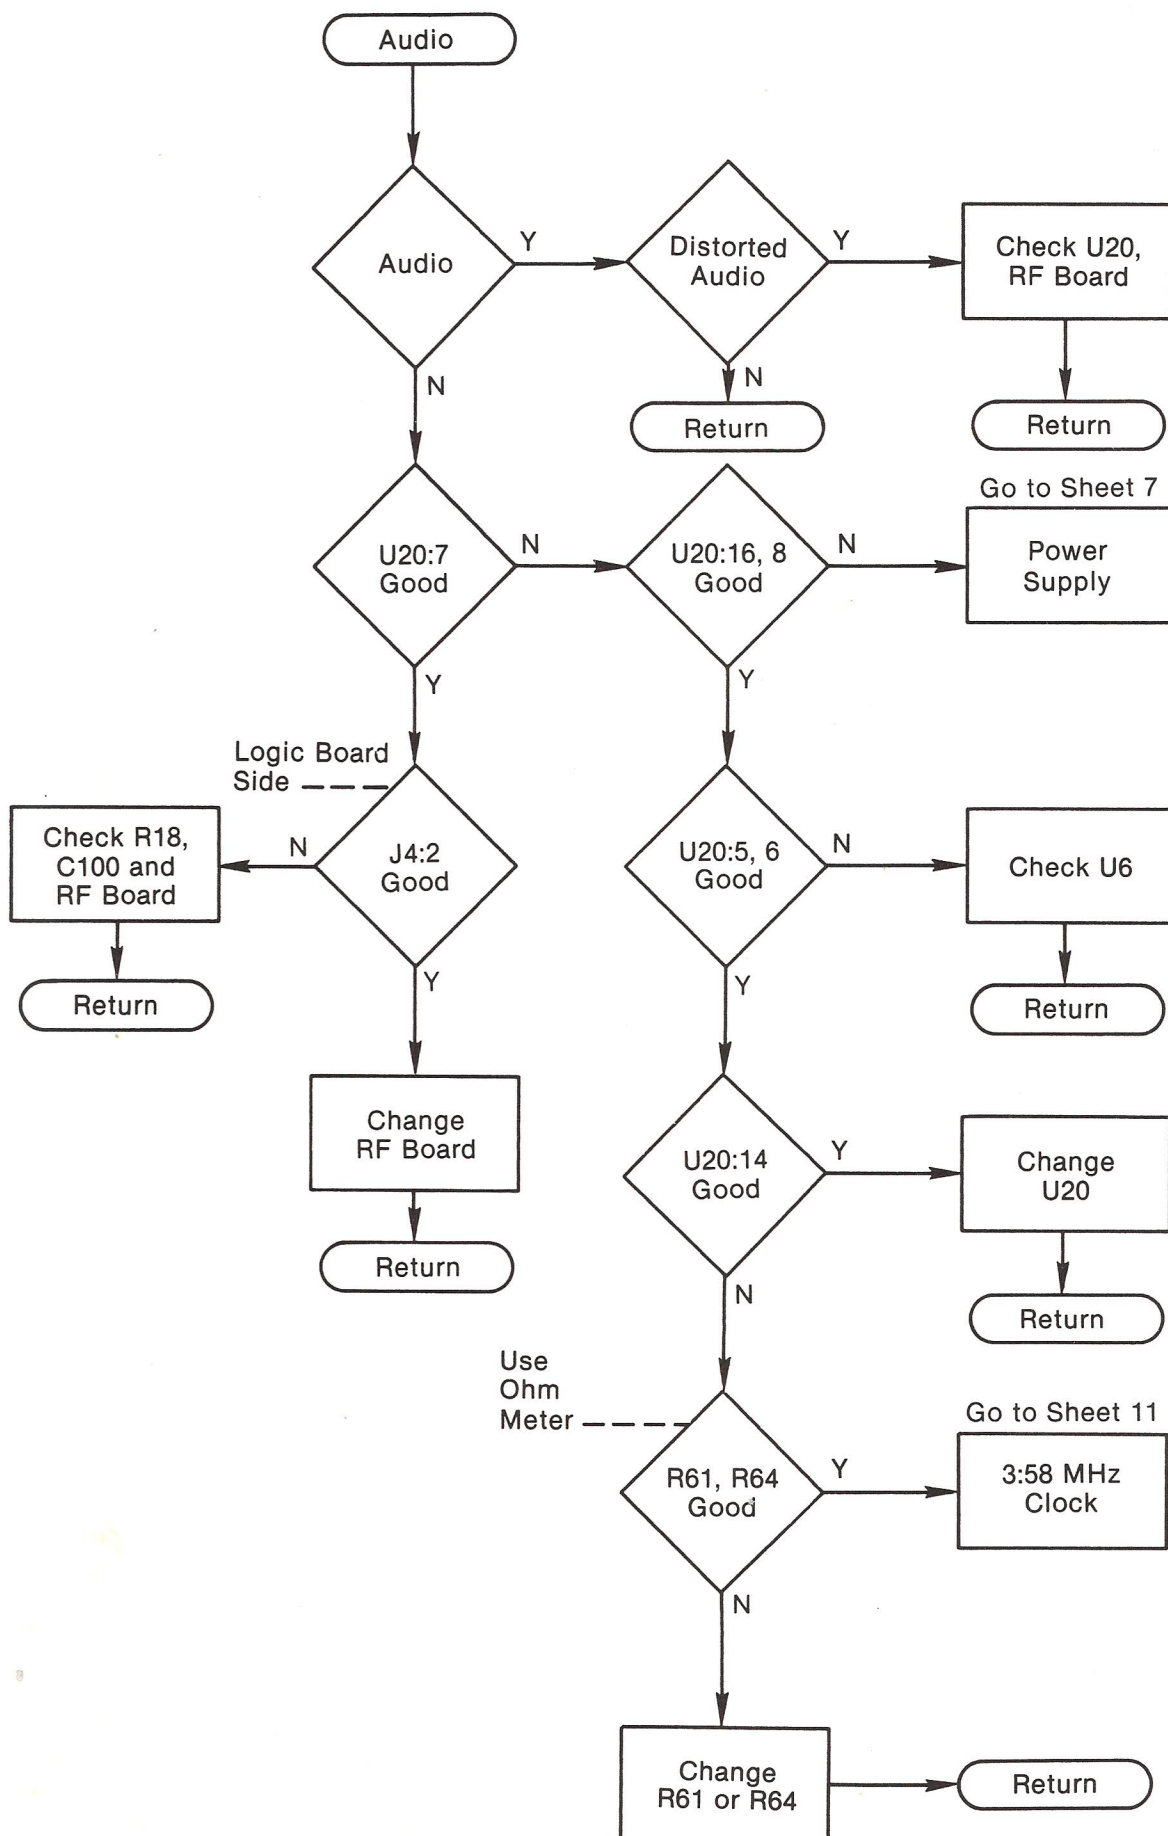 Audio
Audio
Y
N
Distorted
Audio
Y
N
Check U20,
RF Board
Return
Return
U20:7
Good
N
Y
U20:16, 8
Good
N
Y
Go to Sheet 7
Power
Supply
Logic Board
Side
J4:2
Good
N
Y
Check R18,
C100 and
RF Board
Return
U20:5, 6
Good
N
Y
Check U6
Return
Change
RF Board
Return
U20:14
Good
Y
N
Change
U20
Return
Use
Ohm
Meter
R61, R64
Good
Y
N
Go to Sheet 11
3:58 MHz
Clock
Change
R61 or R64
Return